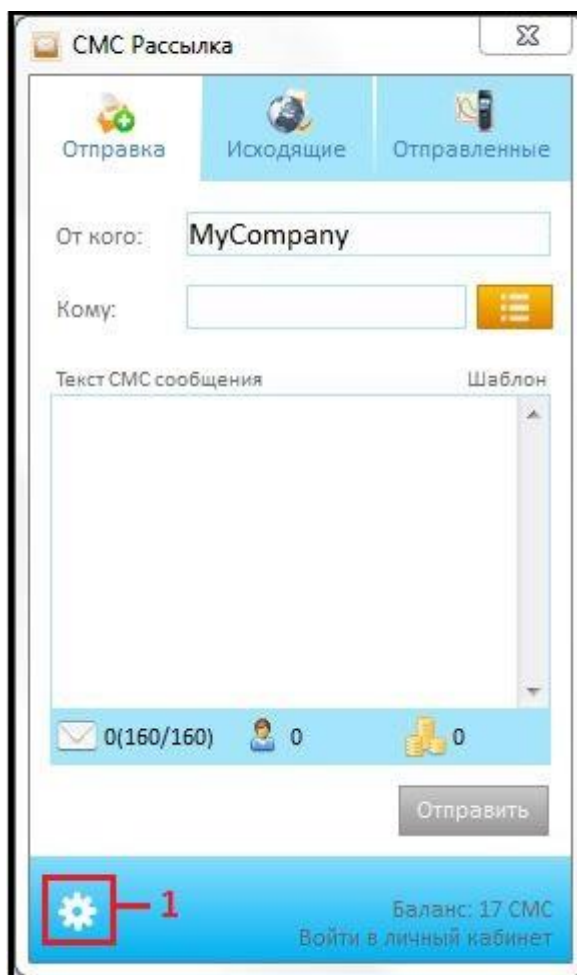 СМС Рассылка
Отправка Исходящие Отправленные
От кого: MyCompany
Кому:
Текст СМС сообщения Шаблон
0(160/160) 0 0
Отправить
1
Баланс: 17 СМС
Войти в личный кабинет